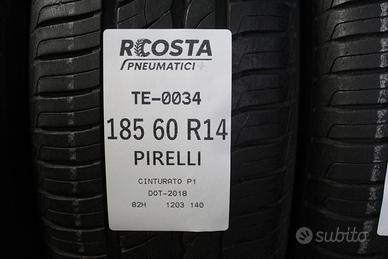 RCOSTA
PNEUMATICI
TE-0034
185 60 R14
PIRELLI
CINTURATO P1
DOT-2018
82H 1203 140
subito